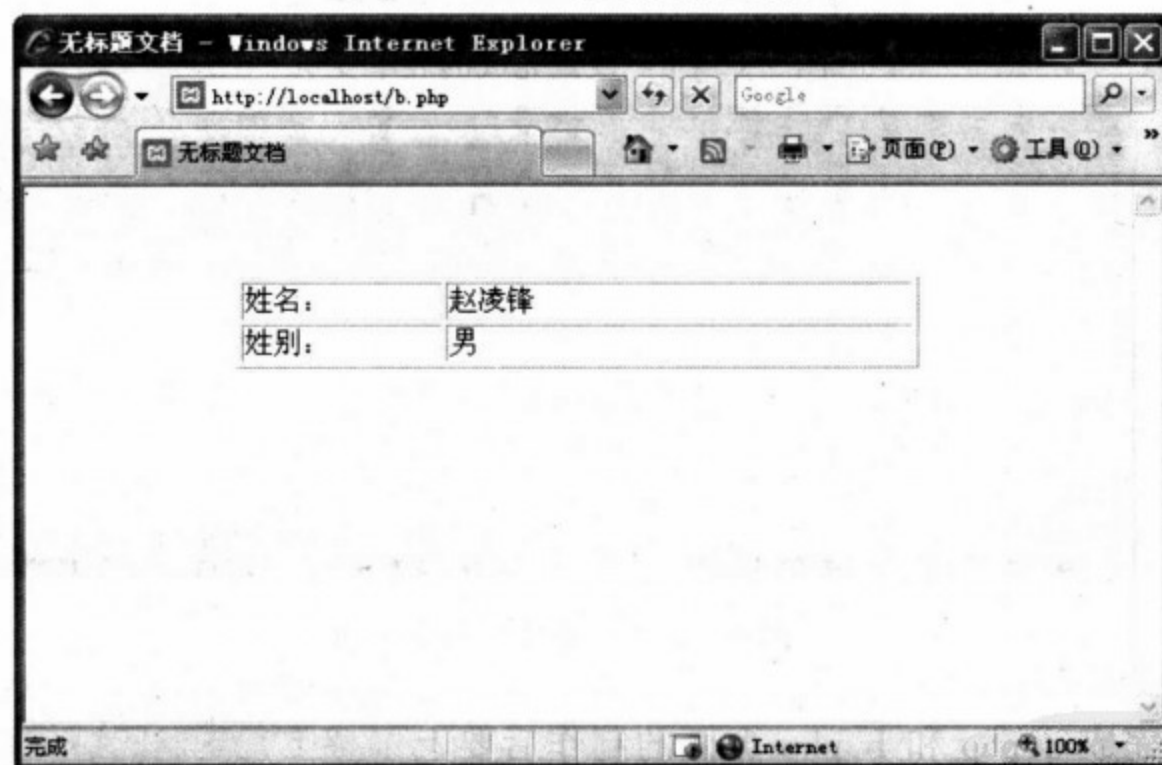 无标题文档 - Windows Internet Explorer
http://localhost/b.php
Google
无标题文档
页面(P)
工具(O)
»
姓名： 赵凌锋
姓别： 男
完成
Internet
100%